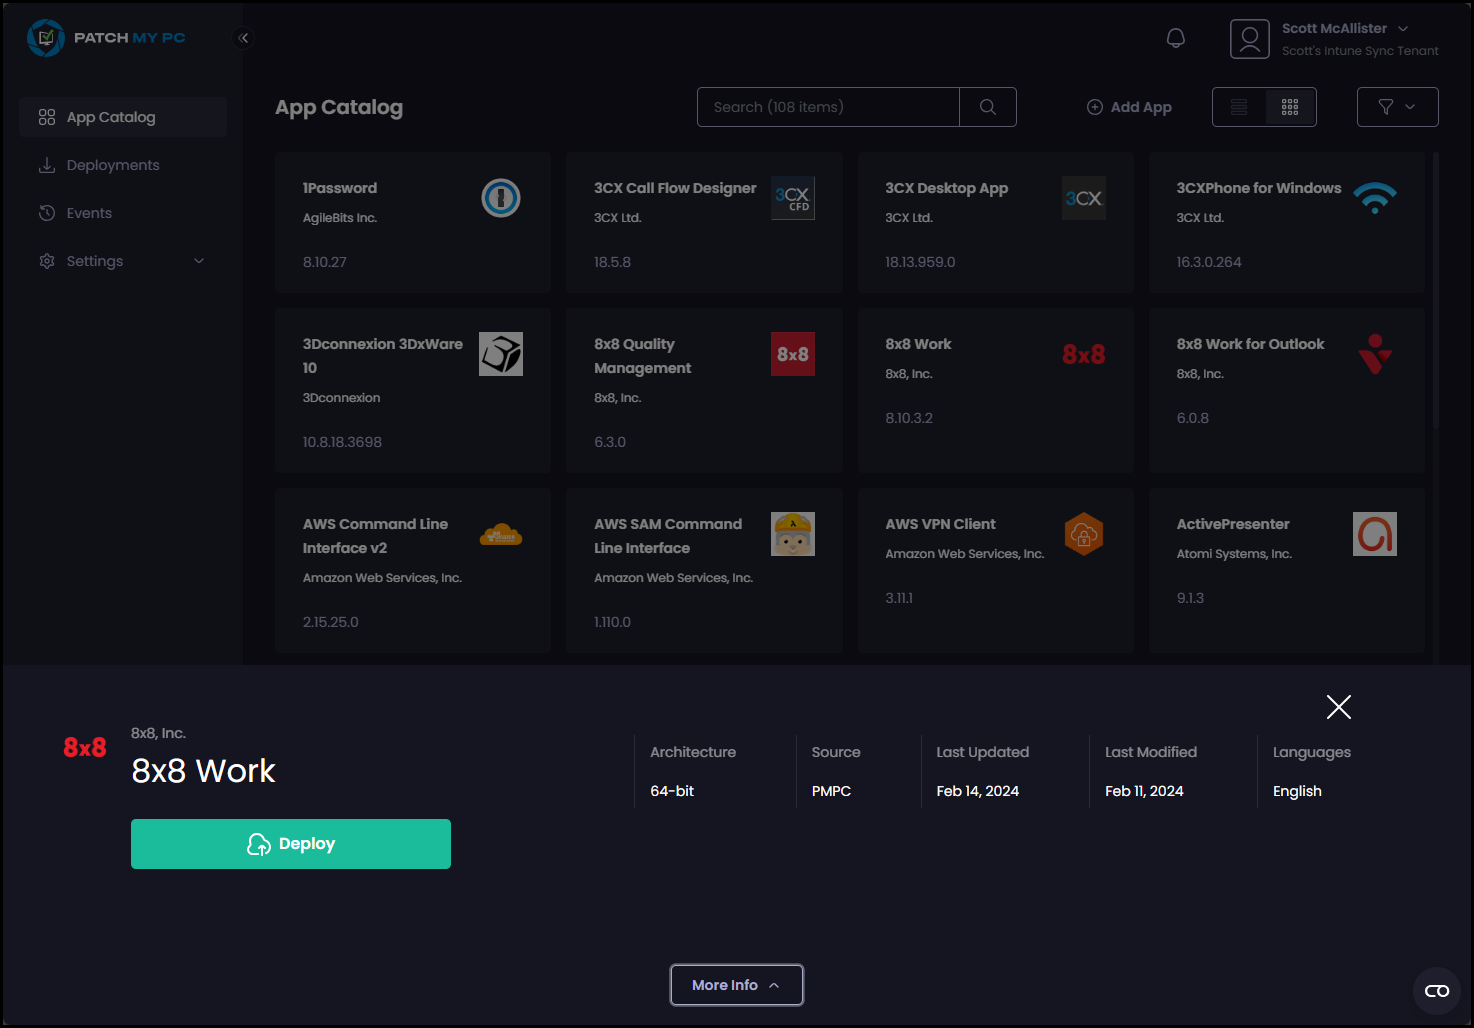 PATCH MY PC
Scott McAllister
Scott's Intune Sync Tenant
App Catalog
Deployments
Events
Settings
App Catalog
Search (108 items)
Add App
1Password
AgileBits Inc.
8.10.27
3CX Call Flow Designer
3CX Ltd.
18.5.8
3CX
CFD
3CX Desktop App
3CX Ltd.
18.13.959.0
3CX
3CXPhone for Windows
3CX Ltd.
16.3.0.264
3Dconnexion 3DxWare
10
3Dconnexion
10.8.18.3698
8x8 Quality
Management
8x8, Inc.
6.3.0
8x8
8x8 Work
8x8, Inc.
8.10.3.2
8x8
8x8 Work for Outlook
8x8, Inc.
6.0.8
AWS Command Line
Interface v2
Amazon Web Services, Inc.
2.15.25.0
AWS SAM Command
Line Interface
Amazon Web Services, Inc.
1.110.0
AWS VPN Client
Amazon Web Services, Inc.
3.11.1
ActivePresenter
Atomi Systems, Inc.
9.1.3
8x8
8x8, Inc.
8x8 Work
Deploy
Architecture
64-bit
Source
PMPC
Last Updated
Feb 14, 2024
Last Modified
Feb 11, 2024
Languages
English
More Info